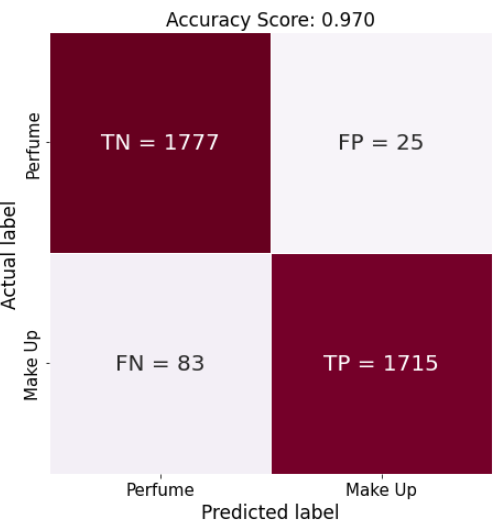 Accuracy Score: 0.970
Actual label
Perfume
TN = 1777
FP = 25
Make Up
FN = 83
TP = 1715
Perfume
Make Up
Predicted label